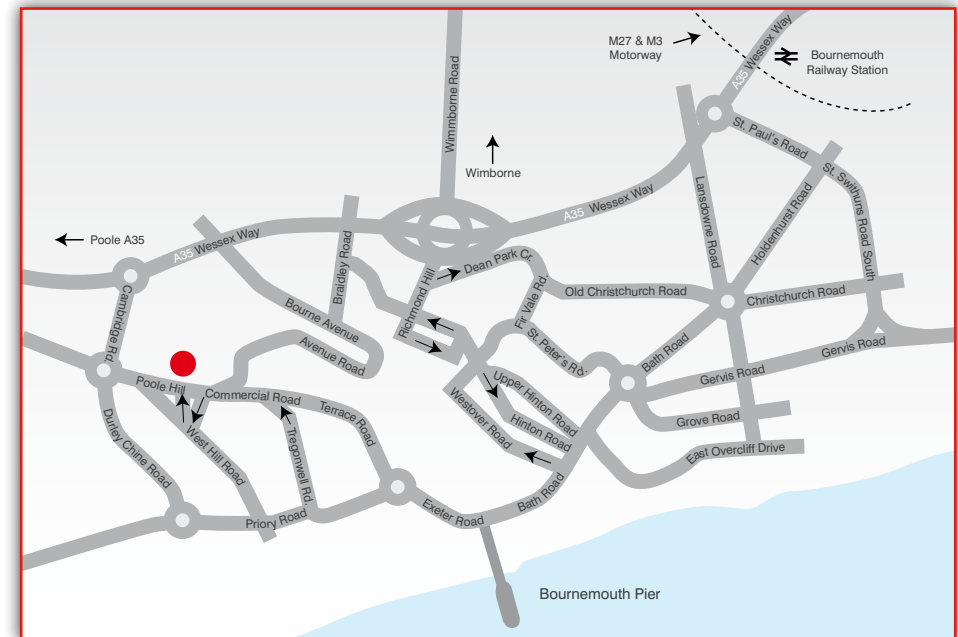 M27 & M3
Motorway
A35 Wessex Way
Bournemouth
Railway Station
Wimmborne Road
St. Paul's Road
Wimborne
Lansdowne Road
Holdenhurst Road
St. Swithuns Road South
A35 Wessex Way
Poole A35
A35 Wessex Way
Braidley Road
Dean Park Cr.
Richmond Hill
Fir Vale Rd.
Old Christchurch Road
Christchurch Road
Cambridge Rd.
Bourne Avenue
Avenue Road
St. Peter's Rd.
Bath Road
Gervis Road
Gervis Road
Poole Hill
Commercial Road
Terrace Road
Upper Hinton Road
Hinton Road
Westover Road
Grove Road
East Overcliff Drive
Durley Chine Road
West Hill Road
Tregonwell Rd.
Priory Road
Exeter Road
Bath Road
Bournemouth Pier